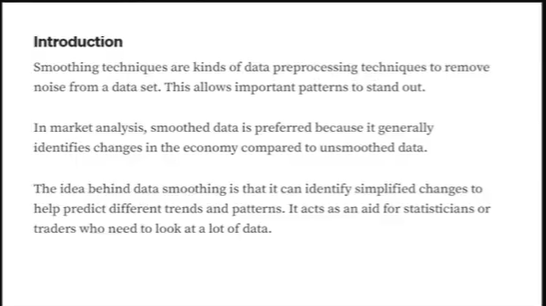 Introduction
Smoothing techniques are kinds of data preprocessing techniques to remove
noise from a data set. This allows important patterns to stand out.
In market analysis, smoothed data is preferred because it generally
identifies changes in the economy compared to unsmoothed data.
The idea behind data smoothing is that it can identify simplified changes to
help predict different trends and patterns. It acts as an aid for statisticians or
traders who need to look at a lot of data.